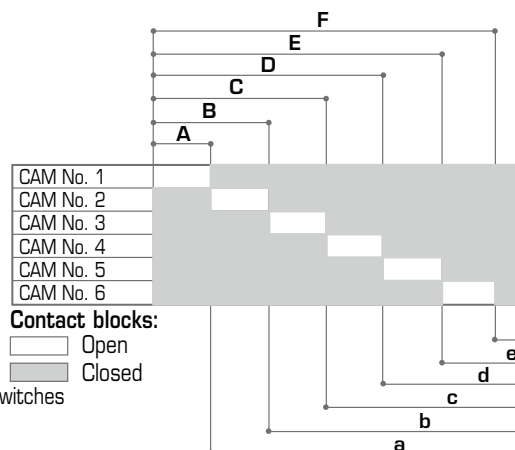 F
E
D
C
B
A
CAM No. 1
CAM No. 2
CAM No. 3
CAM No. 4
CAM No. 5
CAM No. 6
Contact blocks:
Open
Closed
witches
e
d
c
b
a